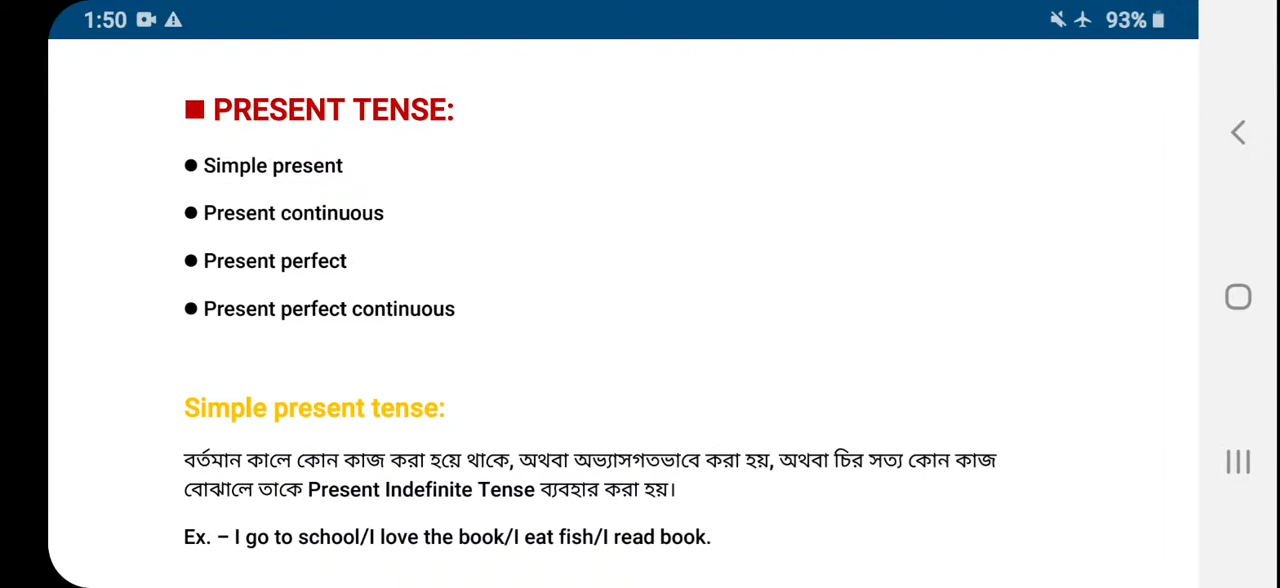 1:50 93%
■ PRESENT TENSE:
● Simple present
● Present continuous
● Present perfect
● Present perfect continuous
Simple present tense:
বর্তমান কালে কোন কাজ করা হয়ে থাকে, অথবা অভ্যাসগতভাবে করা হয়, অথবা চির সত্য কোন কাজ
বোঝালে তাকে Present Indefinite Tense ব্যবহার করা হয়।
Ex. – I go to school/I love the book/I eat fish/I read book.